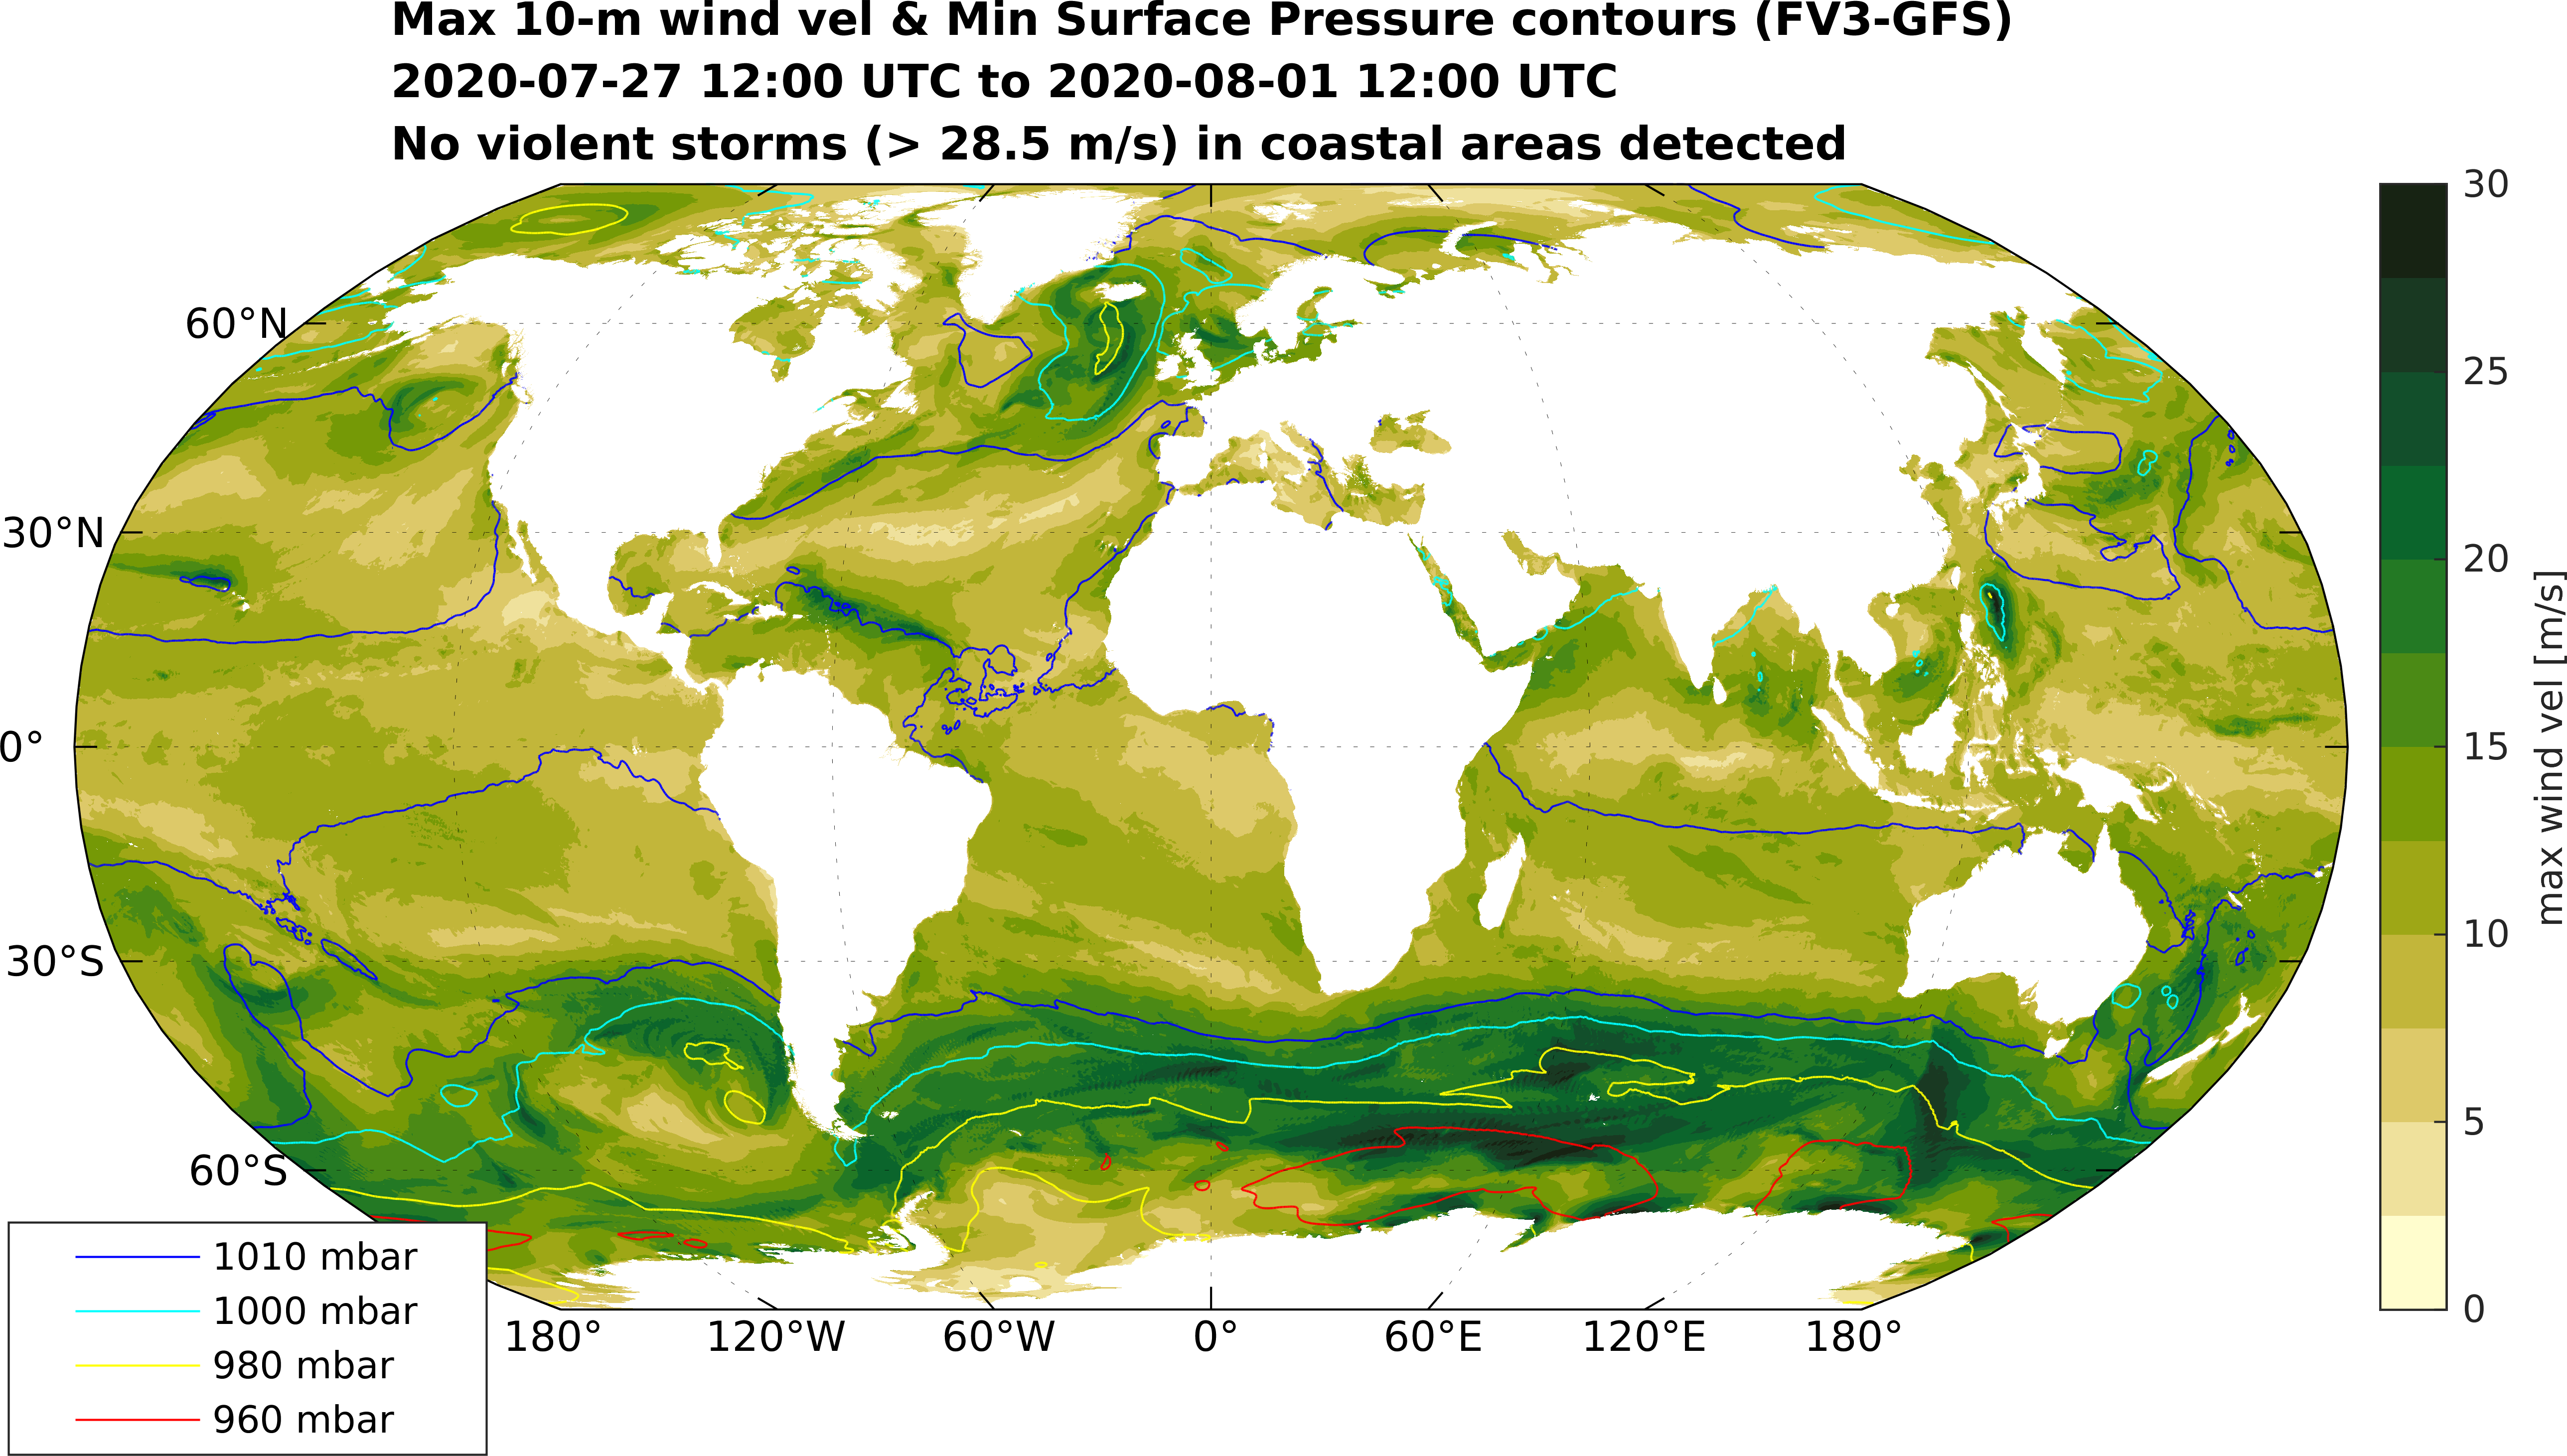 Max 10-m wind vel & Min Surface Pressure contours (FV3-GFS)
2020-07-27 12:00 UTC to 2020-08-01 12:00 UTC
No violent storms (> 28.5 m/s) in coastal areas detected
60°N
30°N
0°
30°S
60°S
180°
120°W
60°W
0°
60°E
120°E
180°
1010 mbar
1000 mbar
980 mbar
960 mbar
30
25
20
15
10
5
0
max wind vel [m/s]